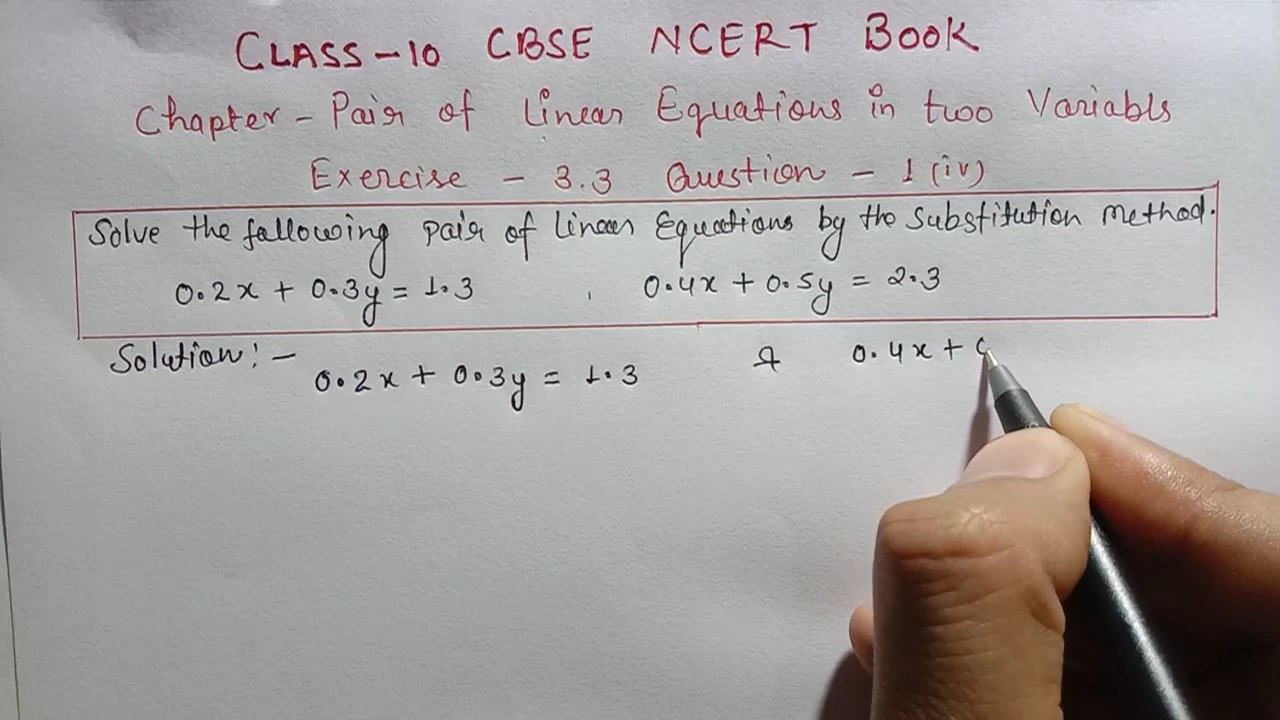 CLASS-10 CBSE NCERT BOOK
Chapter - Pair of Linear Equations in two Variabls
Exercise - 3.3 Question - 1 (iv)
Solve the following pair of linear Equations by the Substitution method.
0.2x + 0.3y = 1.3 , 0.4x + 0.5y = 2.3
Solution:-
0.2x + 0.3y = 1.3 & 0.4x + 0